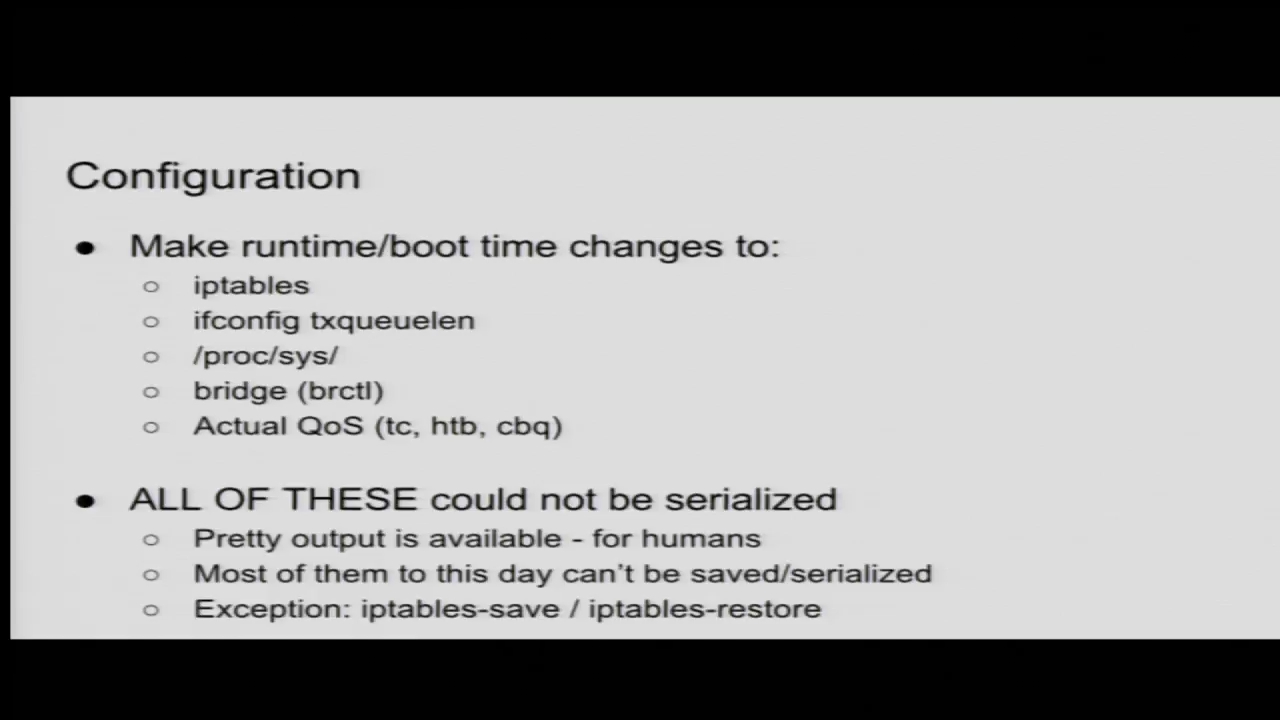 Configuration
● Make runtime/boot time changes to:
○ iptables
○ ifconfig txqueuelen
○ /proc/sys/
○ bridge (brctl)
○ Actual QoS (tc, htb, cbq)
● ALL OF THESE could not be serialized
○ Pretty output is available - for humans
○ Most of them to this day can't be saved/serialized
○ Exception: iptables-save / iptables-restore